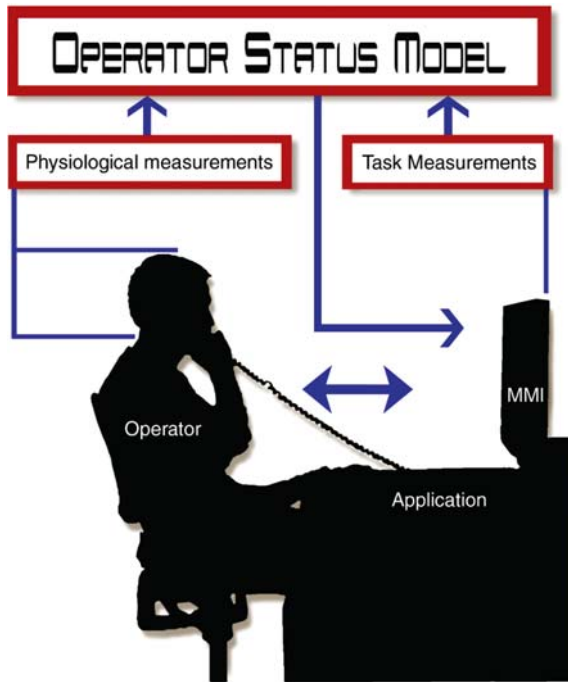 OPERATOR STATUS MODEL
Physiological measurements
Task Measurements
MMI
Operator
Application